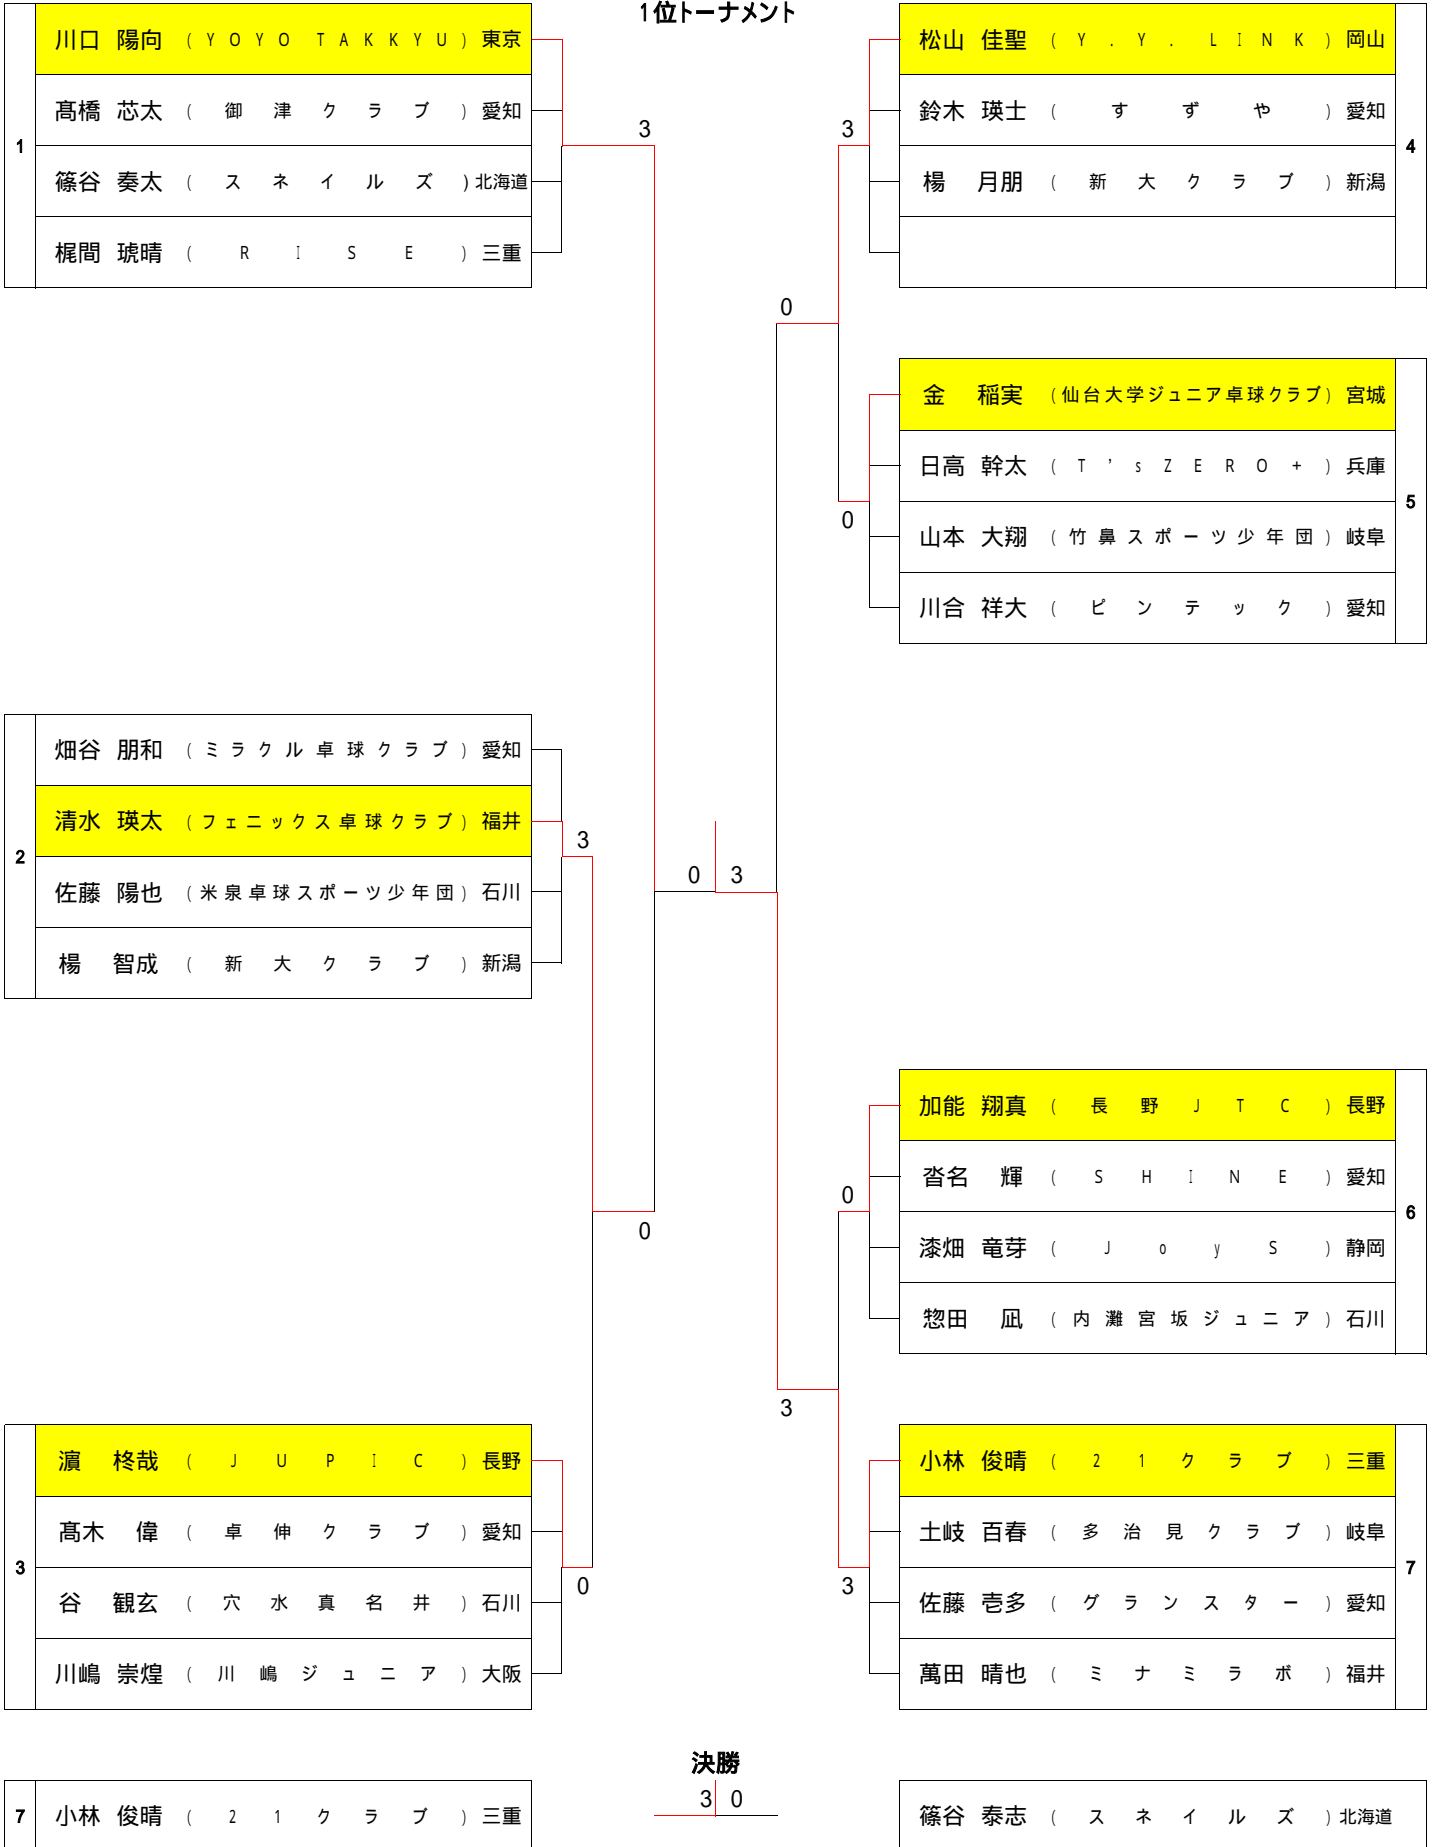 1位トーナメント
1
川口 陽向 (YOYO TAKKYU) 東京
髙橋 芯太 (御津クラブ) 愛知
篠谷 奏太 (スネイルズ) 北海道
梶間 琥晴 (RISE) 三重
3
2
畑谷 朋和 (ミラクル卓球クラブ) 愛知
清水 瑛太 (フェニックス卓球クラブ) 福井
佐藤 陽也 (米泉卓球スポーツ少年団) 石川
楊 智成 (新大クラブ) 新潟
3
0
3
濵 柊哉 (JUPIC) 長野
髙木 偉 (卓伸クラブ) 愛知
谷 観玄 (穴水真名井) 石川
川嶋 崇煌 (川嶋ジュニア) 大阪
0
0 3
4
松山 佳聖 (Y.Y.LINK) 岡山
鈴木 瑛士 (すずや) 愛知
楊 月朋 (新大クラブ) 新潟
3
0
5
金 稲実 (仙台大学ジュニア卓球クラブ) 宮城
日高 幹太 (T'sZERO+) 兵庫
山本 大翔 (竹鼻スポーツ少年団) 岐阜
川合 祥大 (ピンテック) 愛知
0
6
加能 翔真 (長野JTC) 長野
沓名 輝 (SHINE) 愛知
漆畑 竜芽 (JoyS) 静岡
惣田 凪 (内灘宮坂ジュニア) 石川
0
3
7
小林 俊晴 (21クラブ) 三重
土岐 百春 (多治見クラブ) 岐阜
佐藤 壱多 (グランスター) 愛知
萬田 晴也 (ミナミラボ) 福井
3
決勝
7 小林 俊晴 (21クラブ) 三重
3 0
篠谷 泰志 (スネイルズ) 北海道